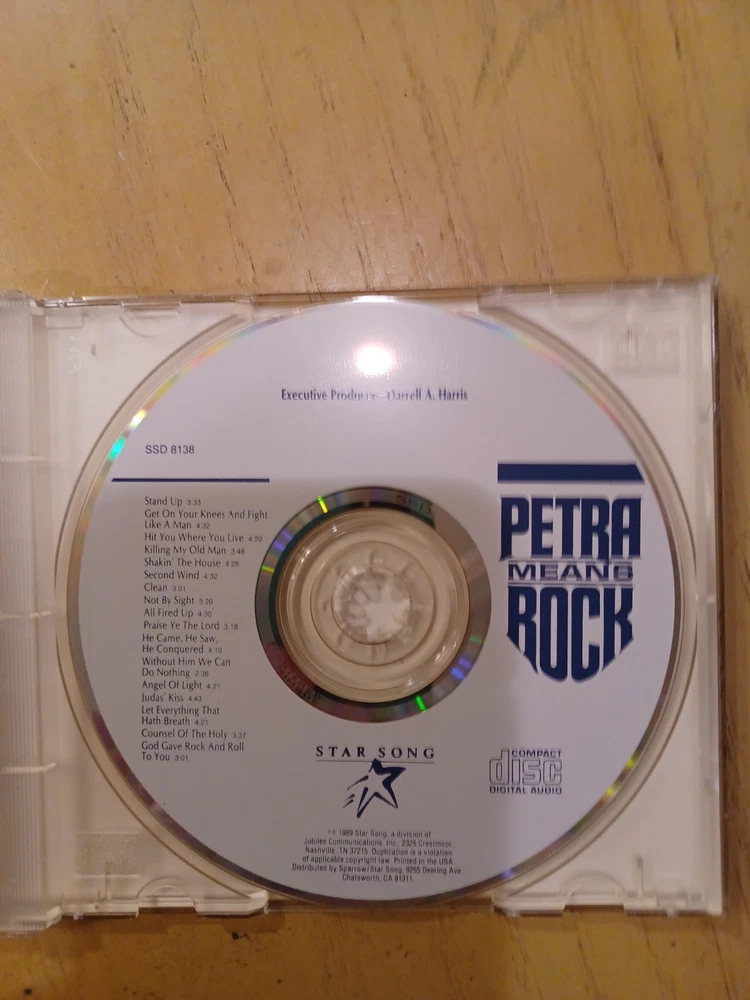 Executive Producer—Darrell A. Harris
SSD 8138
Stand Up 3:33
Get On Your Knees And Fight
Like A Man 4:32
Hit You Where You Live 4:20
Killing My Old Man 3:48
Shakin' The House 4:26
Second Wind 4:32
Clean 3:01
Not By Sight 3:29
All Fired Up 4:30
Praise Ye The Lord 3:18
He Came, He Saw,
He Conquered 4:10
Without Him We Can
Do Nothing 2:36
Angel Of Light 4:21
Judas' Kiss 4:43
Let Everything That
Hath Breath 4:21
Counsel Of The Holy 3:37
God Gave Rock And Roll
To You 3:01
PETRA
MEANS
ROCK
STAR SONG
COMPACT
disc
DIGITAL AUDIO
1989 Star Song, a division of
Jubilee Communications, Inc., 2325 Crestmoor
Nashville, TN 37215. Duplication is a violation
of applicable copyright law. Printed in the USA.
Distributed by Sparrow/Star Song, 9255 Deering Ave.
Chatsworth, CA 91311